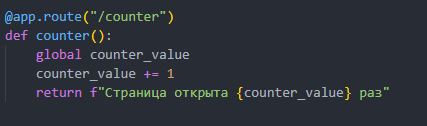 @app.route("/counter")
def counter():
    global counter_value
    counter_value += 1
    return f"Страница открыта {counter_value} раз"